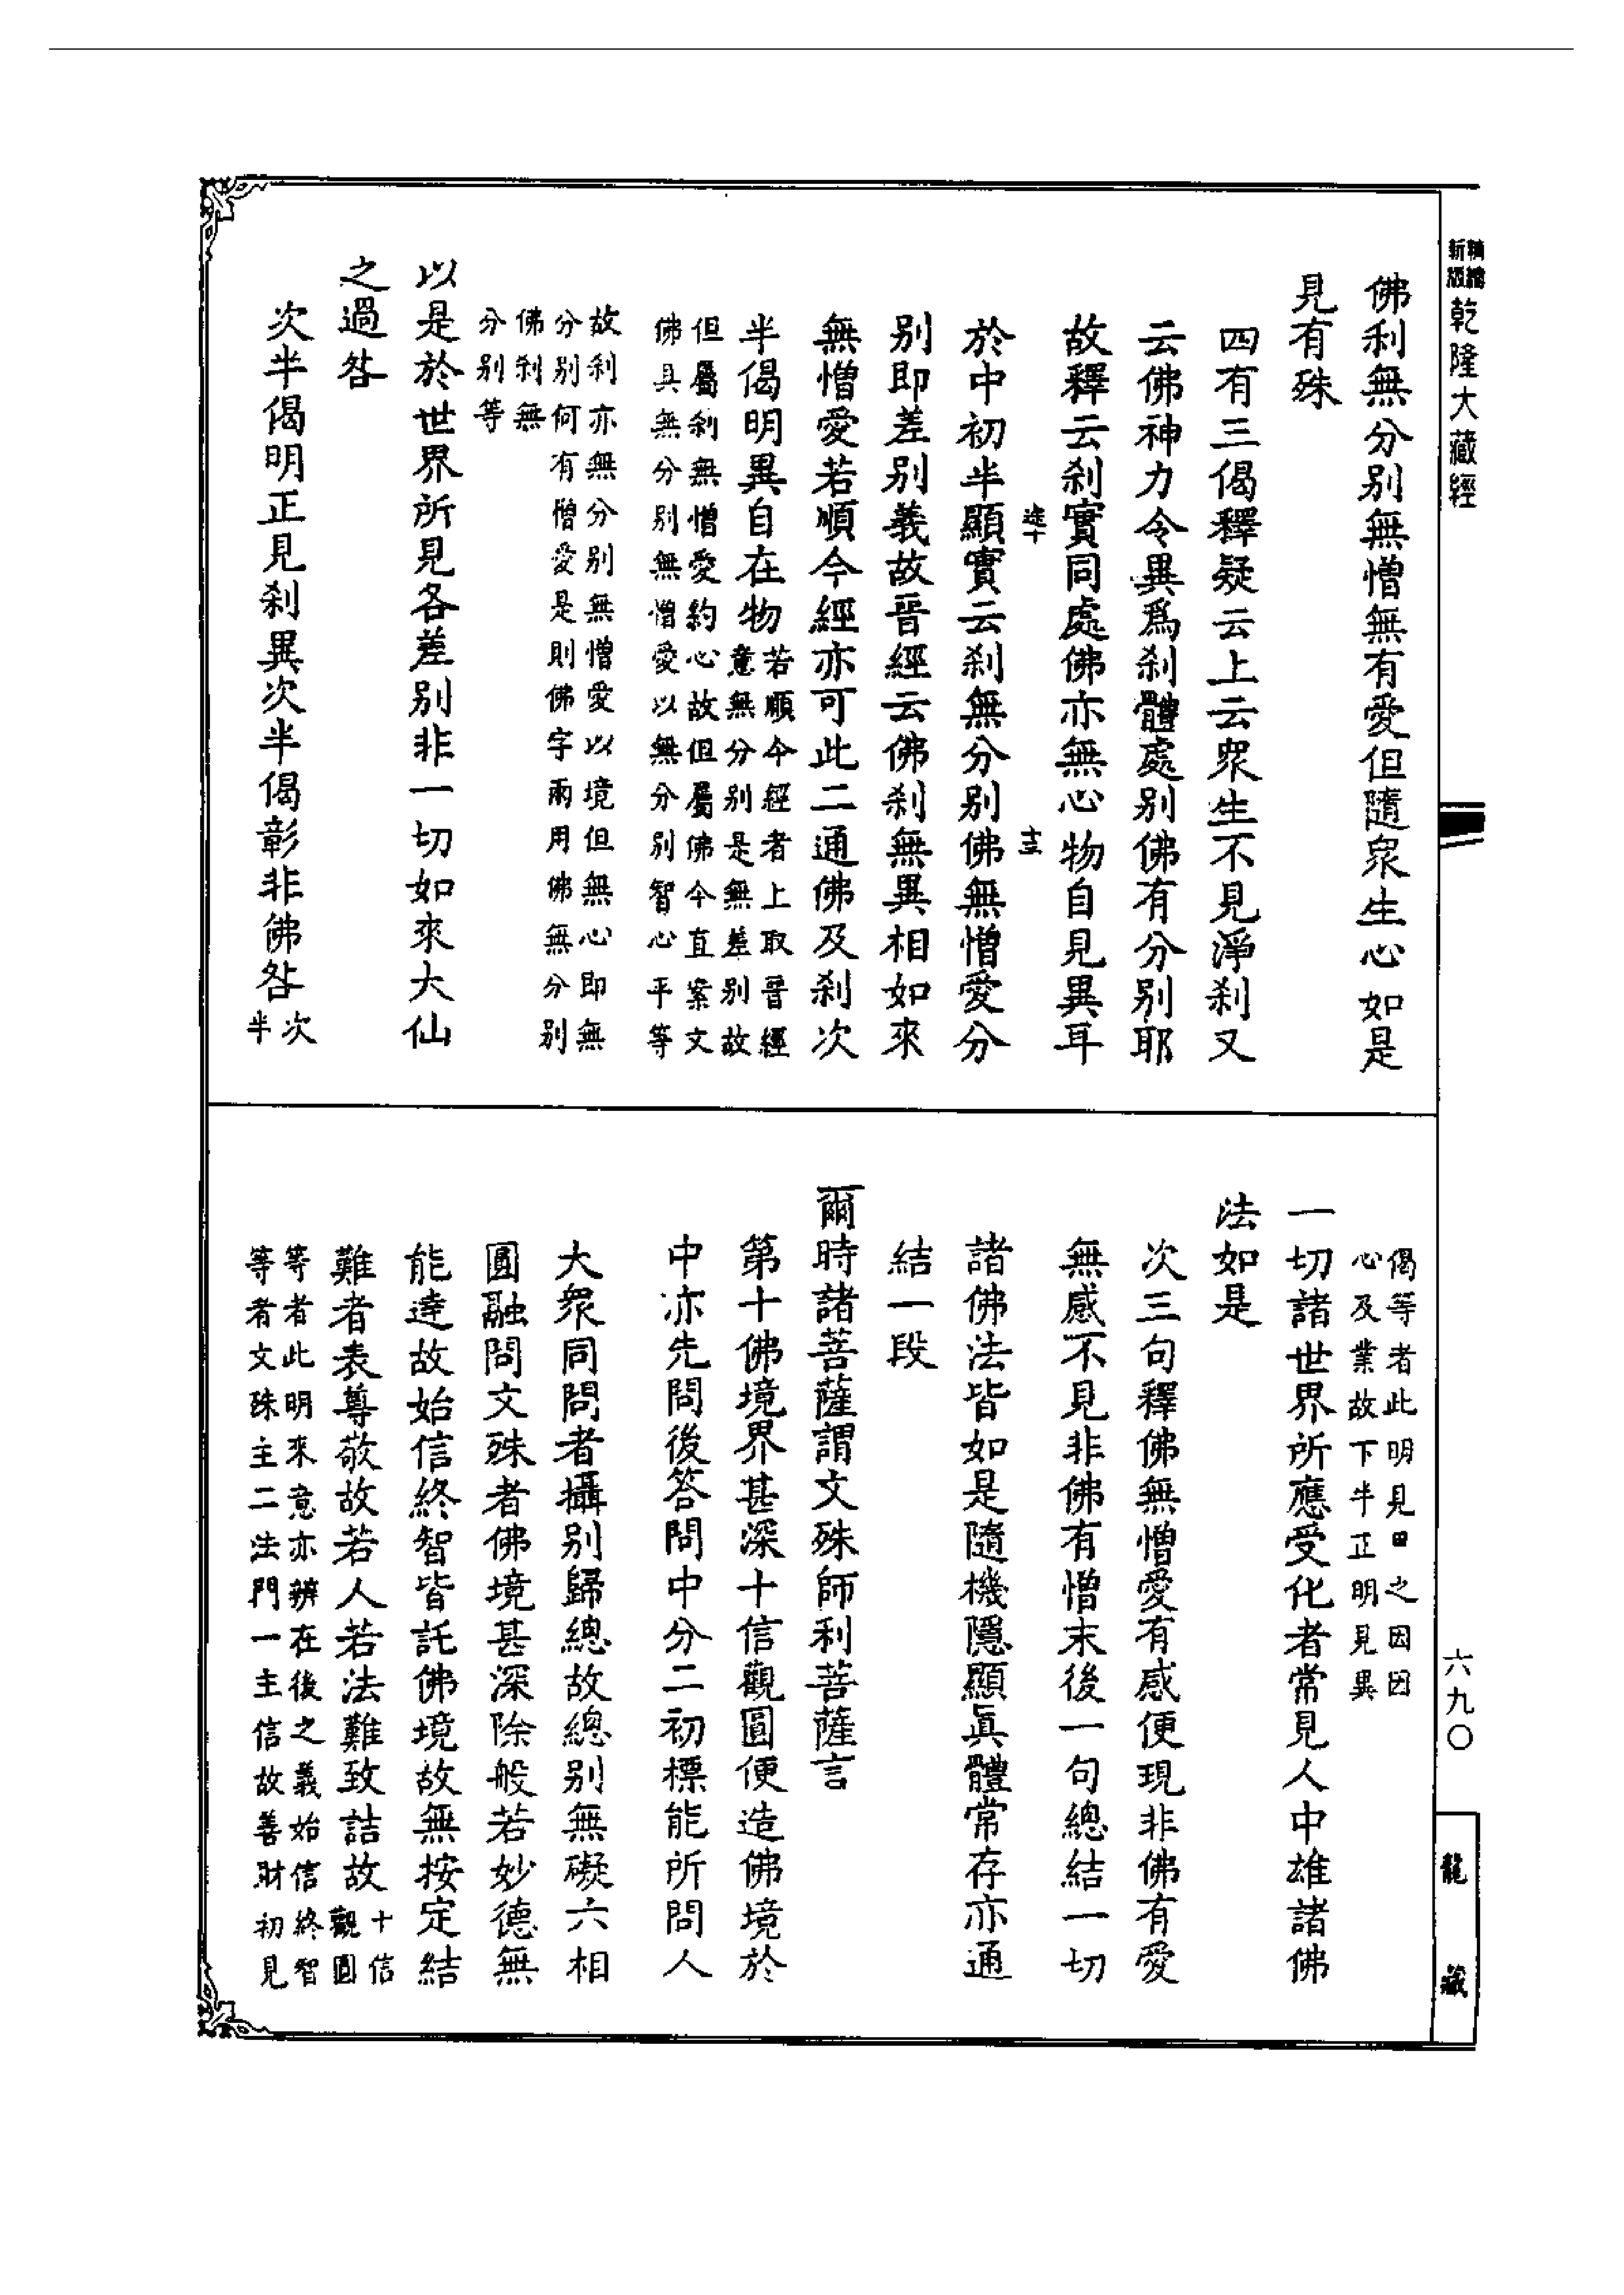 新版精縮乾隆大藏經
佛刹無分别無憎無有愛但隨衆生心如是
見有殊
四有三偈釋疑云上云衆生不見淨刹又
云佛神力令異爲刹體處别佛有分别耶
故釋云刹實同處佛亦無心物自見異耳
於中初半顯實云刹無分别佛無憎愛分
别即差别義故晉經云佛刹無異相如來
無憎愛若順今經亦可此二通佛及刹次
半偈明異自在物
若順今經者上取晉經
意無分别是無差别故
但屬刹無憎愛約心故但屬佛今直案文
佛具無分别無憎愛以無分别智心平等
故刹亦無分别無憎愛以境但無心即無
分别何有憎愛是則佛字兩用佛無分别
佛刹無
分别等
以是於世界所見各差别非一切如來大仙
之過咎
次半偈明正見刹異次半偈彰非佛咎
次
半
偈等者此明見日之因因
心及業故下半正明見異
一切諸世界所應受化者常見人中雄諸佛
法如是
次三句釋佛無憎愛有感便現非佛有愛
無感不見非佛有憎末後一句總結一切
諸佛法皆如是隨機隱顯眞體常存亦通
結一段
爾時諸菩薩謂文殊師利菩薩言
第十佛境界甚深十信觀圓便造佛境於
中亦先問後答問中分二初標能所問人
大衆同問者攝别歸總故總别無礙六相
圓融問文殊者佛境甚深除般若妙德無
能達故始信終智皆託佛境故無按定結
難者表尊敬故若人若法難致詰故
十信
觀圓
等者此明來意亦辨在後之義始信終智
等者文殊主二法門一主信故善財初見
六九〇
龍藏